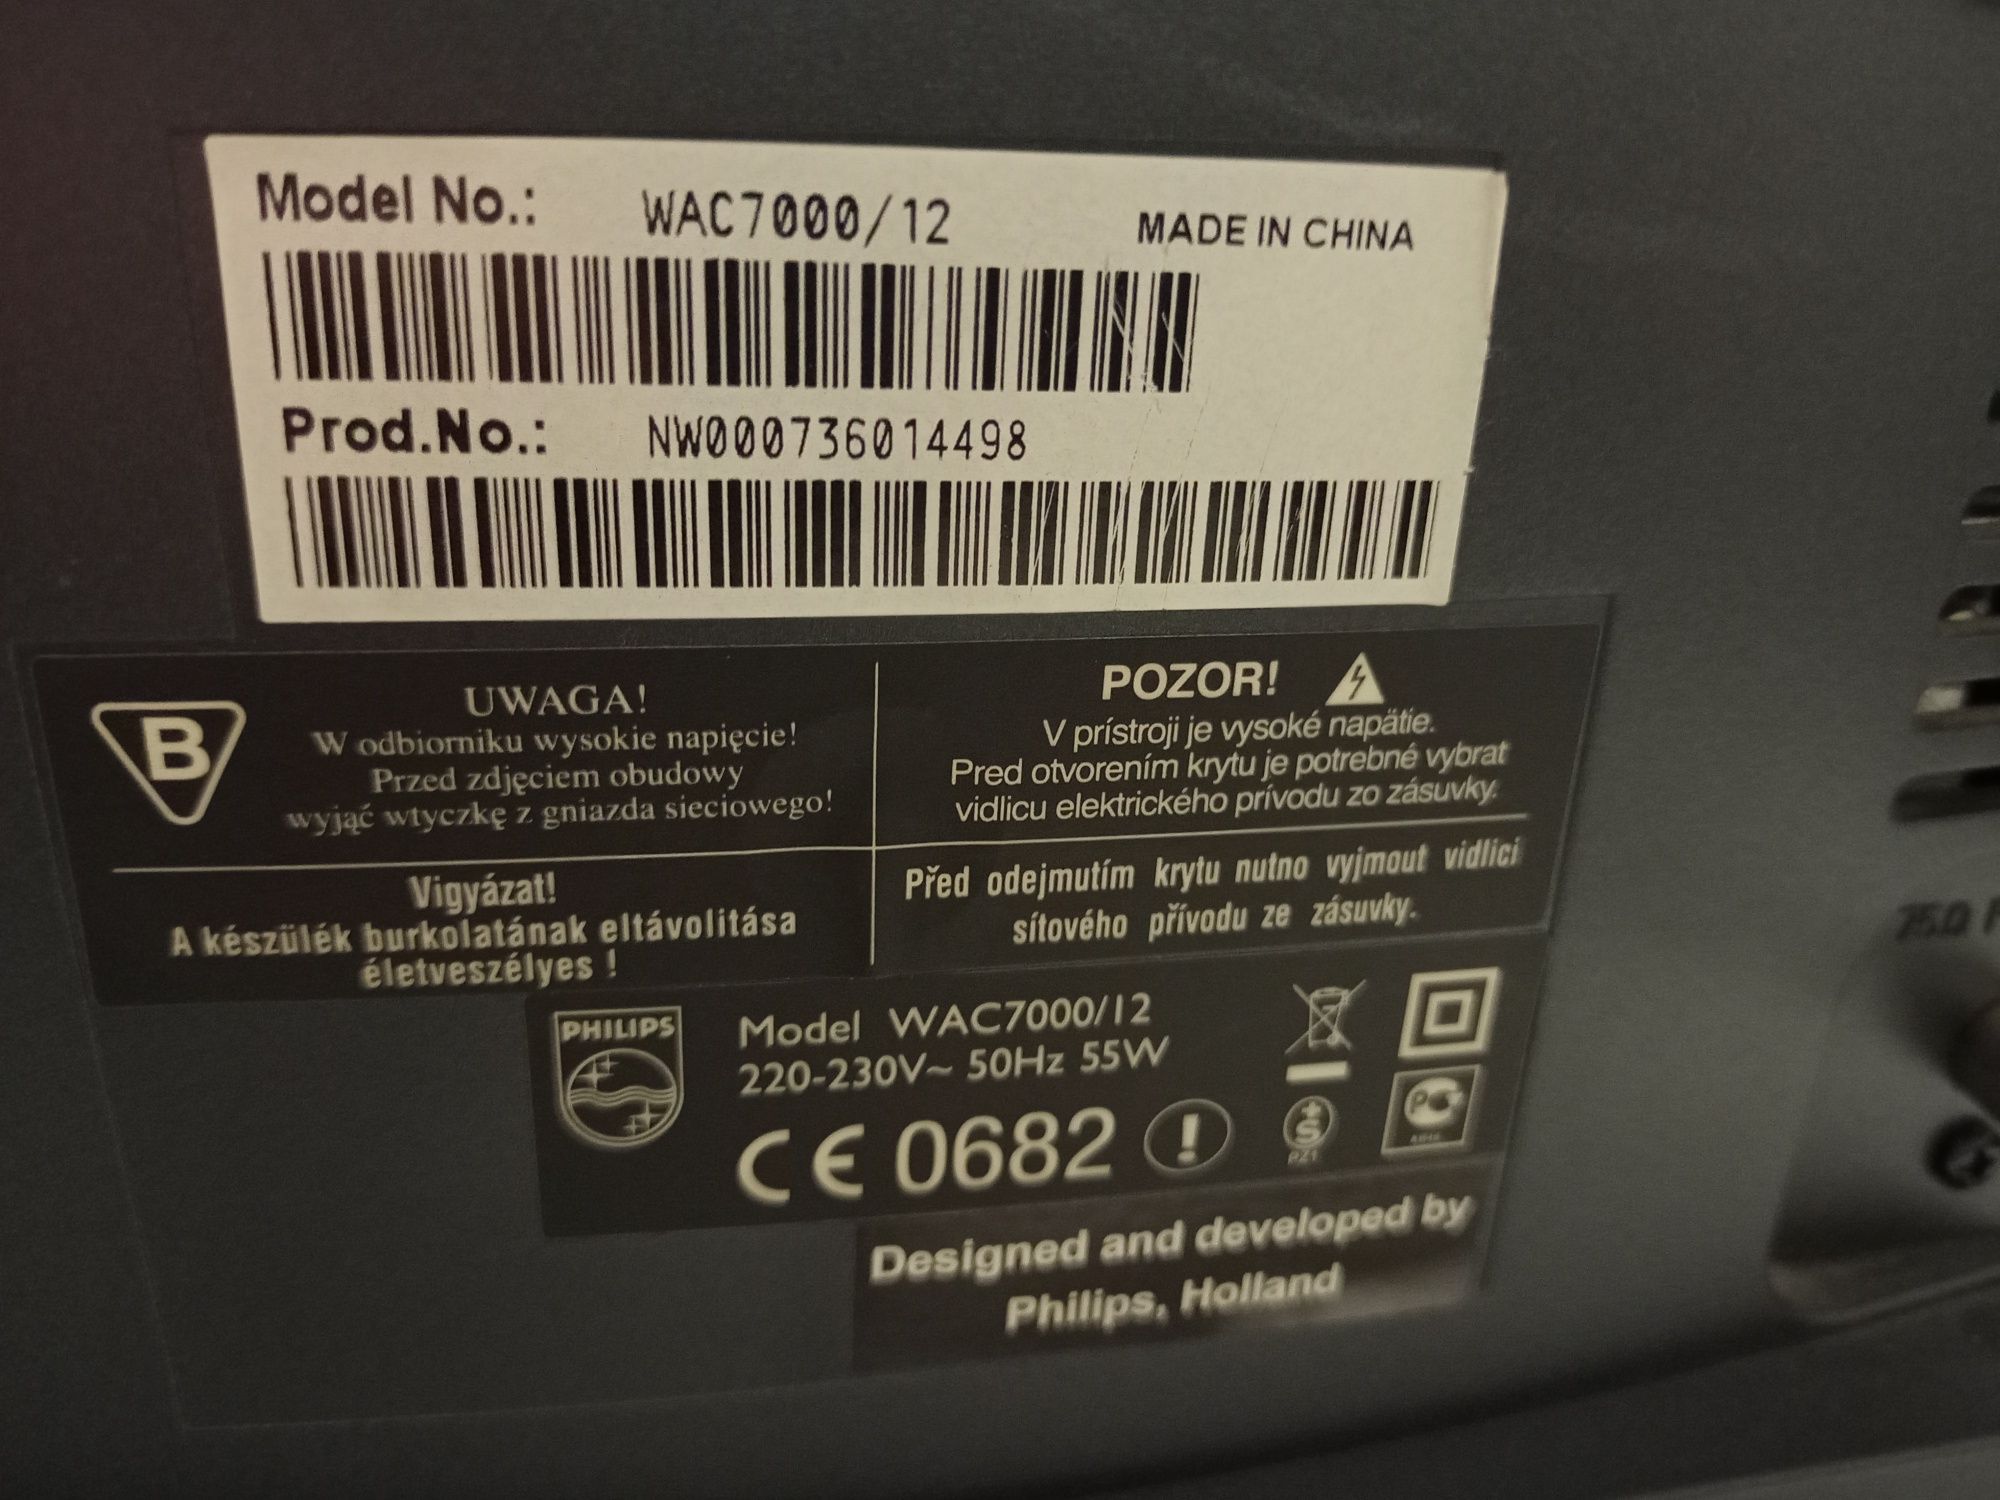 Model No.: WAC7000/12 MADE IN CHINA
Prod.No.: NW000736014498
B
UWAGA!
W odbiorniku wysokie napięcie!
Przed zdjęciem obudowy
wyjąć wtyczkę z gniazda sieciowego!
POZOR!
V prístroji je vysoké napätie.
Pred otvorením krytu je potrebné vybrat
vidlicu elektrického prívodu zo zásuvky.
Vigyázat!
A készülék burkolatának eltávolitása
életveszélyes !
Před odejmutím krytu nutno vyjmout vidlici
sítového přívodu ze zásuvky.
PHILIPS
Model WAC7000/12
220-230V~ 50Hz 55W
CE 0682 !
Designed and developed by
Philips, Holland